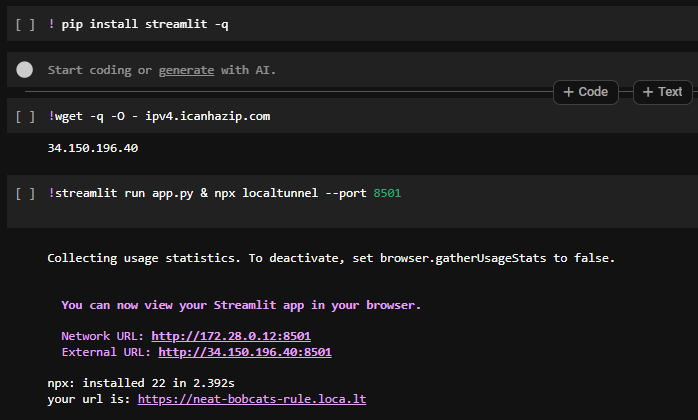 [ ] ! pip install streamlit -q
Start coding or generate with AI.
+ Code + Text
[ ] !wget -q -O - ipv4.icanhazip.com
34.150.196.40
[ ] !streamlit run app.py & npx localtunnel --port 8501
Collecting usage statistics. To deactivate, set browser.gatherUsageStats to false.
You can now view your Streamlit app in your browser.
Network URL: http://172.28.0.12:8501
External URL: http://34.150.196.40:8501
npx: installed 22 in 2.392s
your url is: https://neat-bobcats-rule.loca.lt